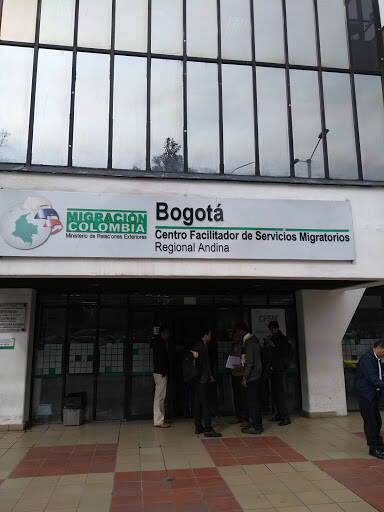 MIGRACIÓN
COLOMBIA
Ministerio de Relaciones Exteriores
Bogotá
Centro Facilitador de Servicios Migratorios
Regional Andina